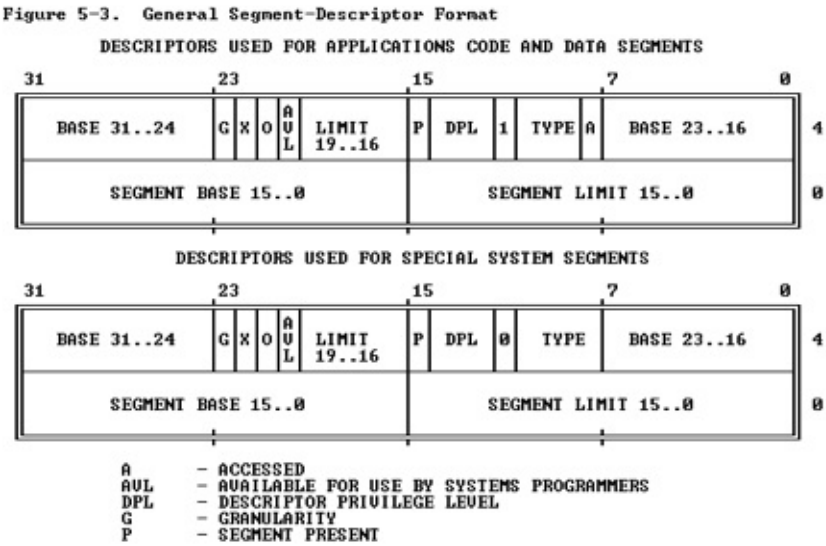 Figure 5-3. General Segment-Descriptor Format
DESCRIPTORS USED FOR APPLICATIONS CODE AND DATA SEGMENTS
31 23 15 7 0
BASE 31..24 G X O AVL LIMIT 19..16 P DPL 1 TYPE A BASE 23..16 4
SEGMENT BASE 15..0 SEGMENT LIMIT 15..0 0
DESCRIPTORS USED FOR SPECIAL SYSTEM SEGMENTS
31 23 15 7 0
BASE 31..24 G X O AVL LIMIT 19..16 P DPL 0 TYPE BASE 23..16 4
SEGMENT BASE 15..0 SEGMENT LIMIT 15..0 0
A - ACCESSED
AVL - AVAILABLE FOR USE BY SYSTEMS PROGRAMMERS
DPL - DESCRIPTOR PRIVILEGE LEVEL
G - GRANULARITY
P - SEGMENT PRESENT